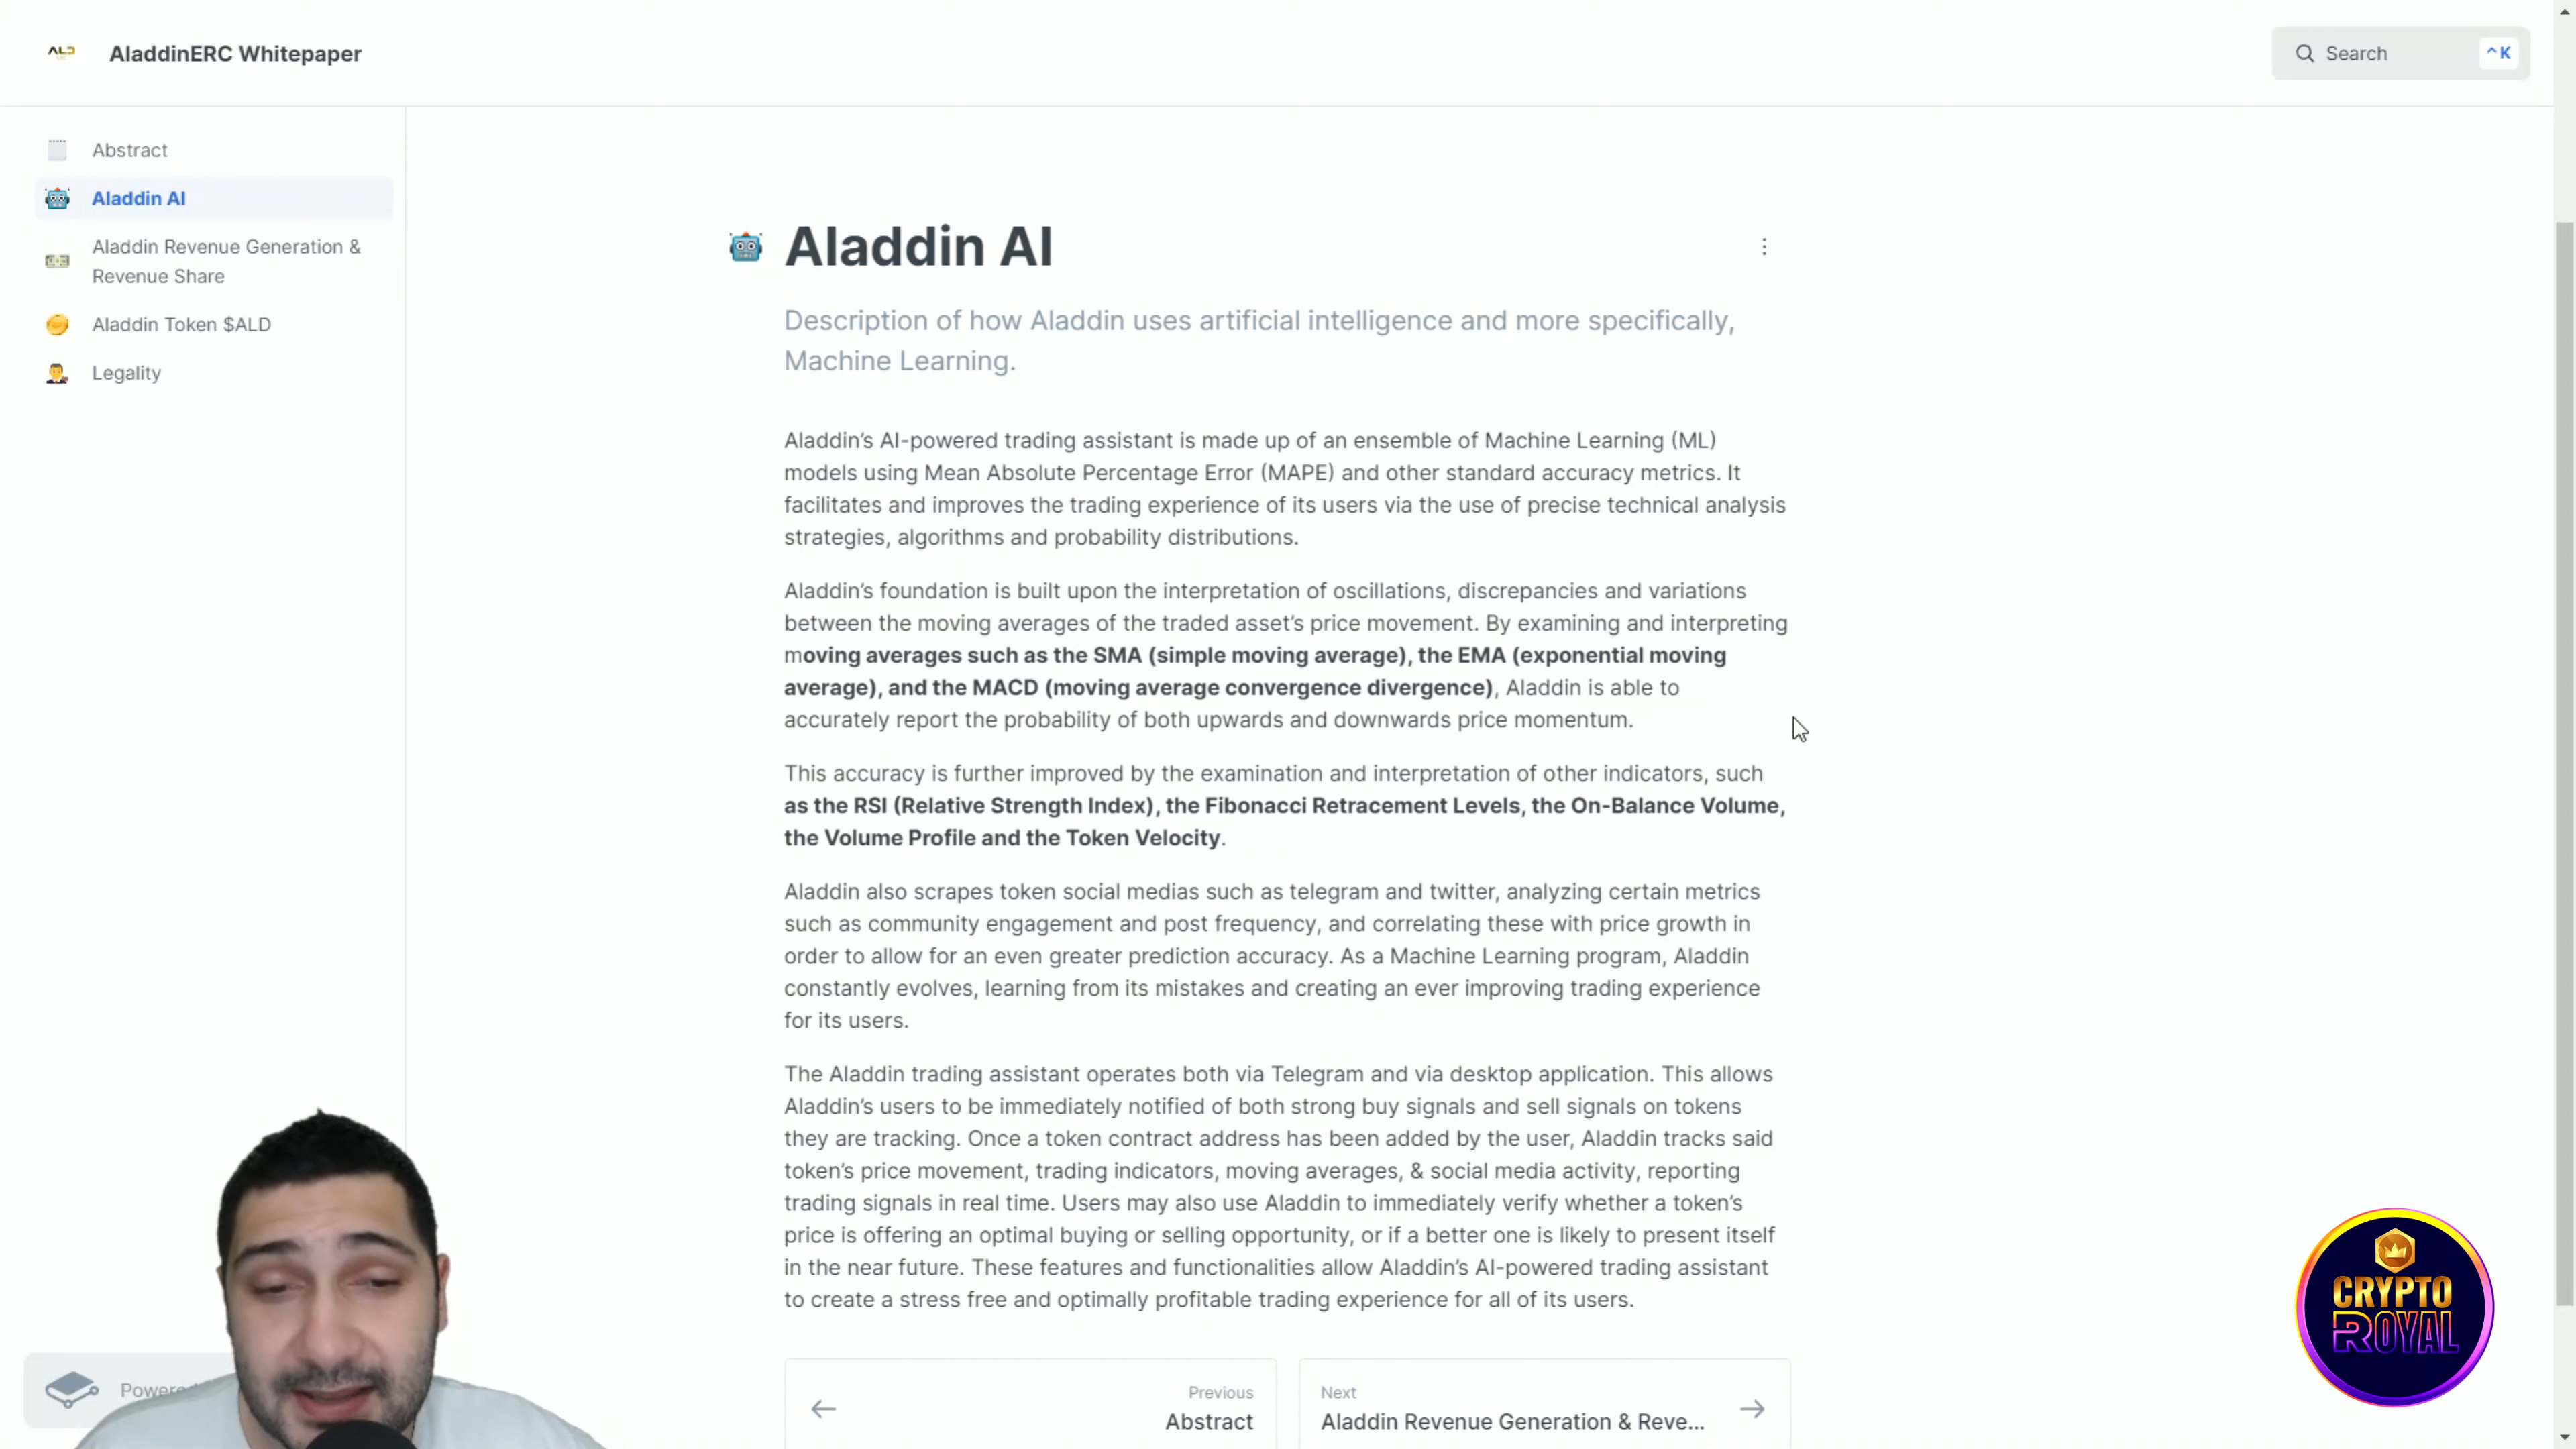 ALD
AladdinERC Whitepaper
Search
^K
Abstract
Aladdin AI
Aladdin Revenue Generation &
Revenue Share
Aladdin Token $ALD
Legality
Aladdin AI
Description of how Aladdin uses artificial intelligence and more specifically,
Machine Learning.
Aladdin’s AI-powered trading assistant is made up of an ensemble of Machine Learning (ML)
models using Mean Absolute Percentage Error (MAPE) and other standard accuracy metrics. It
facilitates and improves the trading experience of its users via the use of precise technical analysis
strategies, algorithms and probability distributions.
Aladdin’s foundation is built upon the interpretation of oscillations, discrepancies and variations
between the moving averages of the traded asset’s price movement. By examining and interpreting
moving averages such as the SMA (simple moving average), the EMA (exponential moving
average), and the MACD (moving average convergence divergence), Aladdin is able to
accurately report the probability of both upwards and downwards price momentum.
This accuracy is further improved by the examination and interpretation of other indicators, such
as the RSI (Relative Strength Index), the Fibonacci Retracement Levels, the On-Balance Volume,
the Volume Profile and the Token Velocity.
Aladdin also scrapes token social medias such as telegram and twitter, analyzing certain metrics
such as community engagement and post frequency, and correlating these with price growth in
order to allow for an even greater prediction accuracy. As a Machine Learning program, Aladdin
constantly evolves, learning from its mistakes and creating an ever improving trading experience
for its users.
The Aladdin trading assistant operates both via Telegram and via desktop application. This allows
Aladdin’s users to be immediately notified of both strong buy signals and sell signals on tokens
they are tracking. Once a token contract address has been added by the user, Aladdin tracks said
token’s price movement, trading indicators, moving averages, & social media activity, reporting
trading signals in real time. Users may also use Aladdin to immediately verify whether a token’s
price is offering an optimal buying or selling opportunity, or if a better one is likely to present itself
in the near future. These features and functionalities allow Aladdin’s AI-powered trading assistant
to create a stress free and optimally profitable trading experience for all of its users.
Powered
Previous
Abstract
Next
Aladdin Revenue Generation & Reve...
CRYPTO
ROYAL